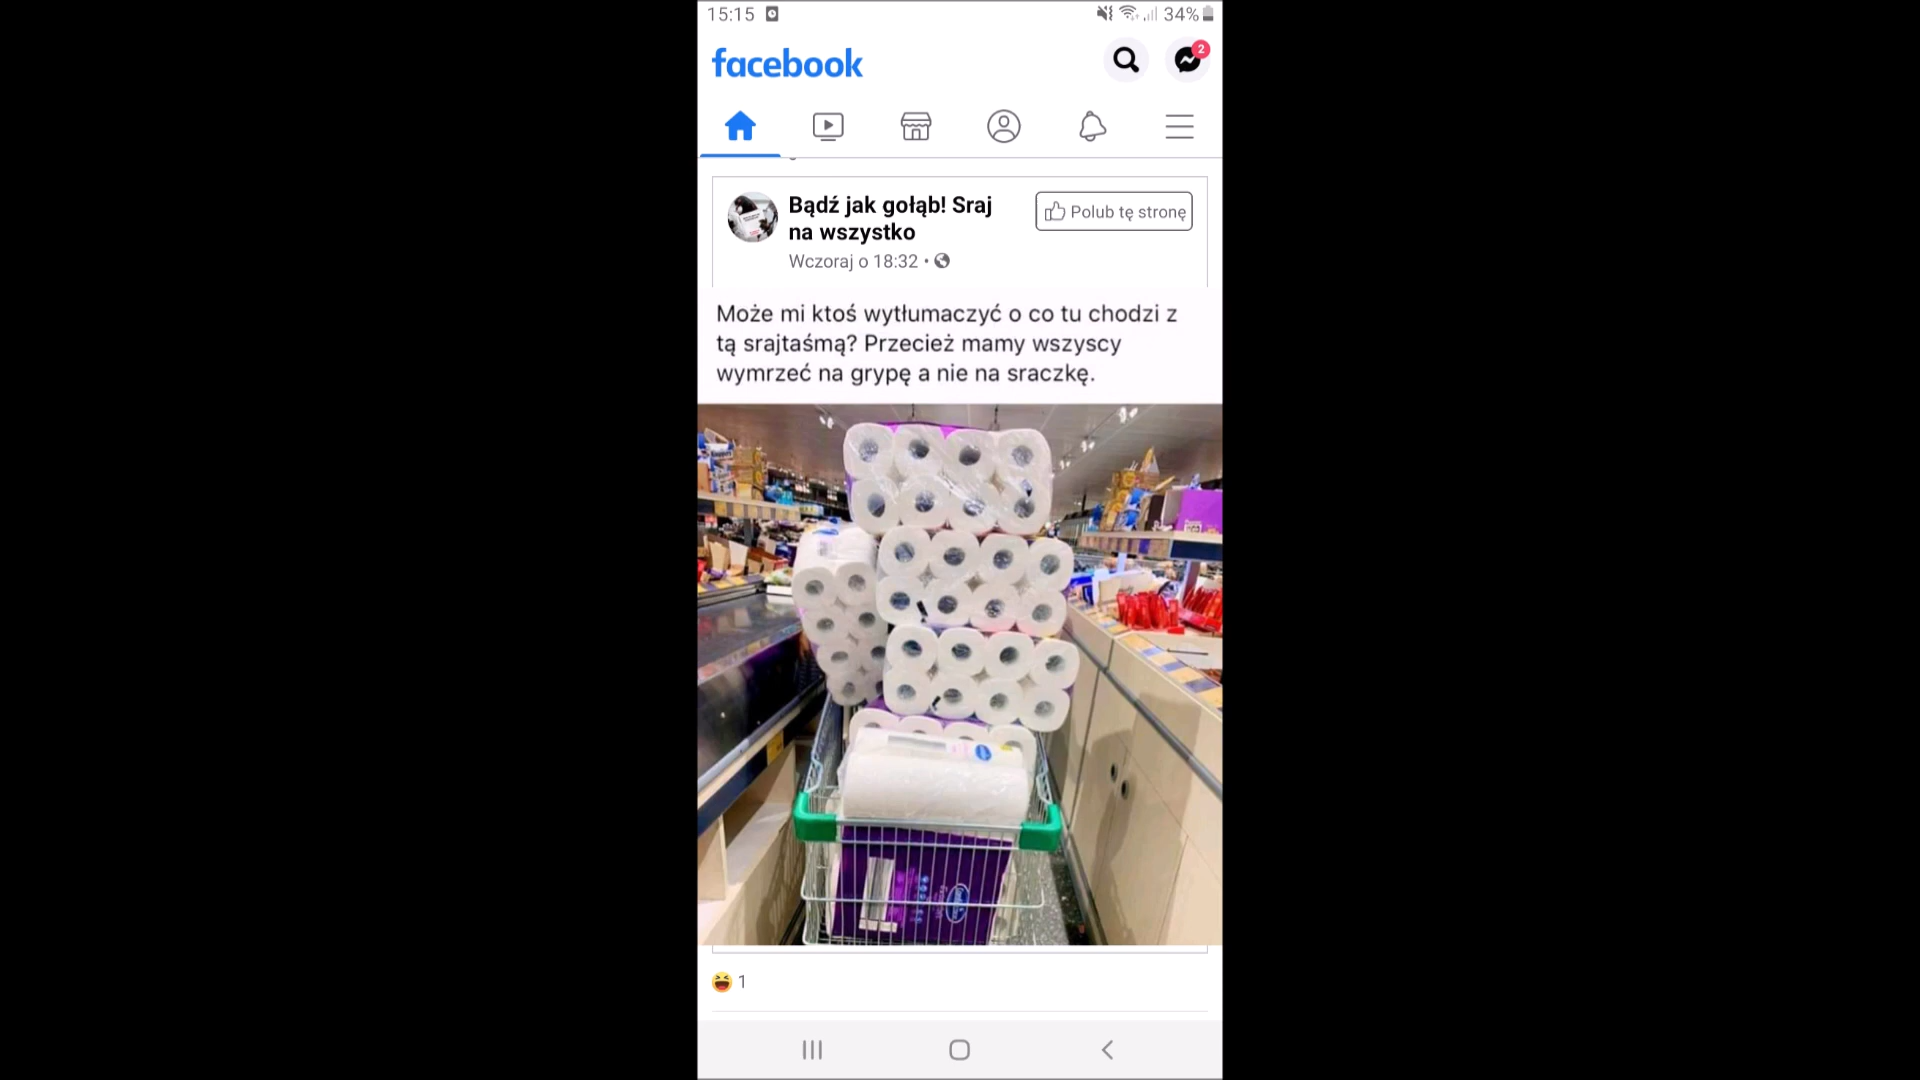 15:15
34%
facebook
2
Bądź jak gołąb! Sraj
na wszystko
Polub tę stronę
Wczoraj o 18:32 •
Może mi ktoś wytłumaczyć o co tu chodzi z
tą srajtaśmą? Przecież mamy wszyscy
wymrzeć na grypę a nie na sraczkę.
1